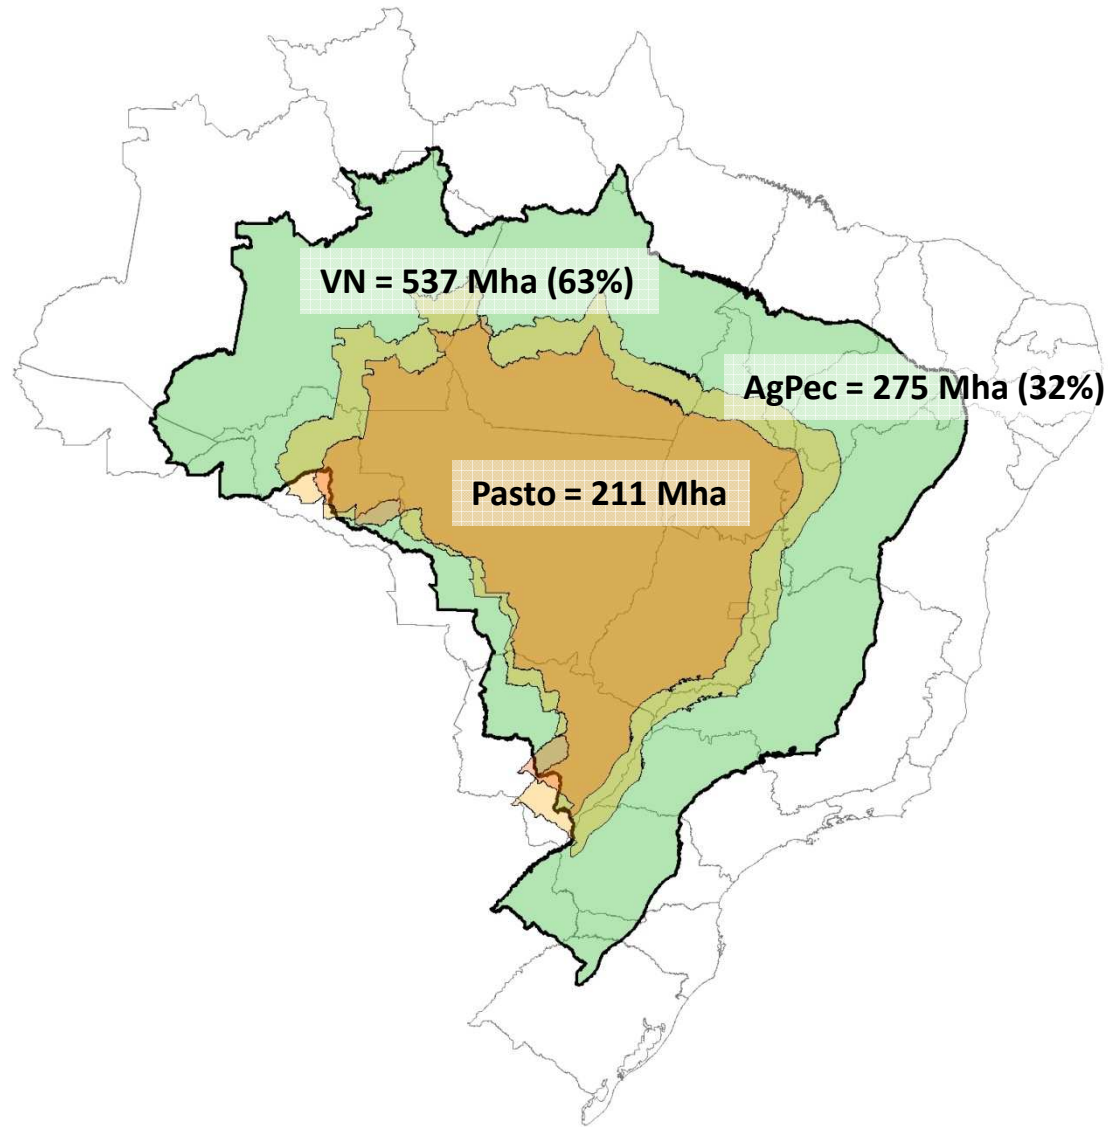 VN = 537 Mha (63%)
AgPec = 275 Mha (32%)
Pasto = 211 Mha